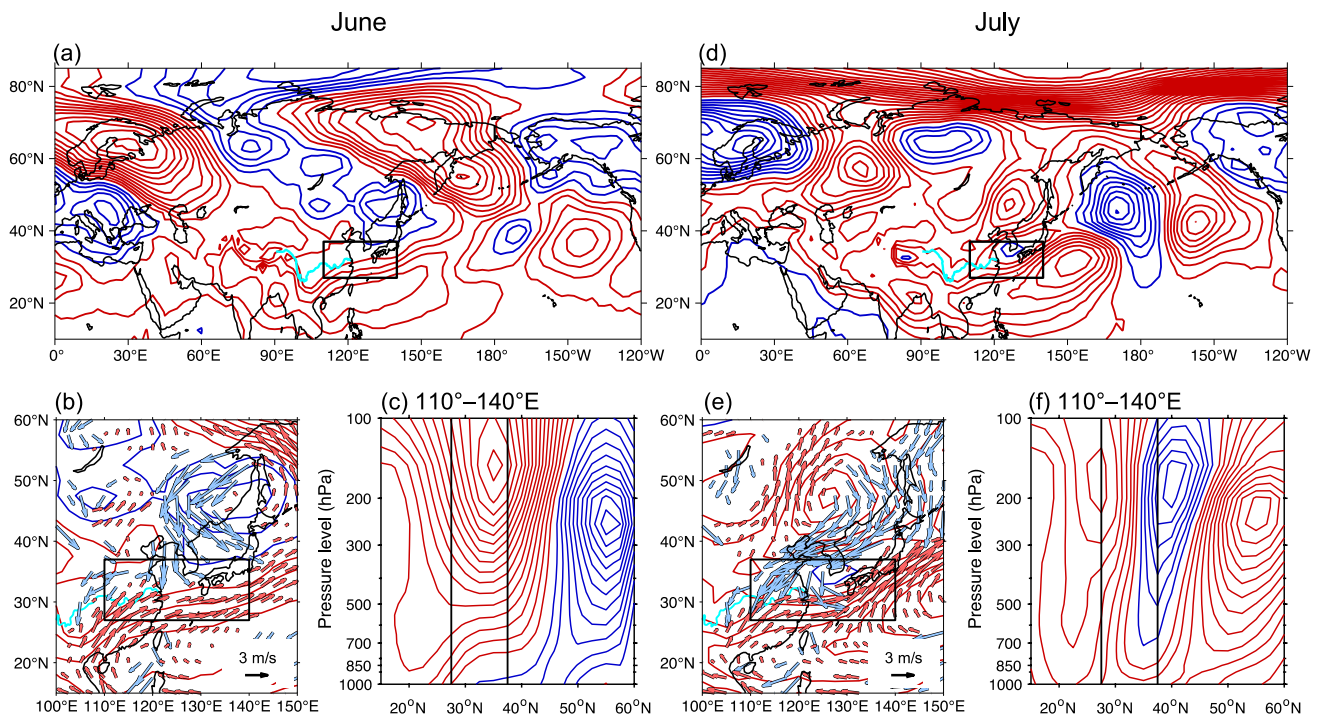 June
July
(a)
(d)
80°N
60°N
40°N
20°N
0°
30°E
60°E
90°E
120°E
150°E
180°
150°W
120°W
80°N
60°N
40°N
20°N
0°
30°E
60°E
90°E
120°E
150°E
180°
150°W
120°W
(b)
(c) 110°–140°E
(e)
(f) 110°–140°E
60°N
50°N
40°N
30°N
20°N
3 m/s
100°E
110°E
120°E
130°E
140°E
150°E
Pressure level (hPa)
100
200
300
500
700
850
1000
20°N
30°N
40°N
50°N
60°N
60°N
50°N
40°N
30°N
20°N
3 m/s
100°E
110°E
120°E
130°E
140°E
150°E
Pressure level (hPa)
100
200
300
500
700
850
1000
20°N
30°N
40°N
50°N
60°N